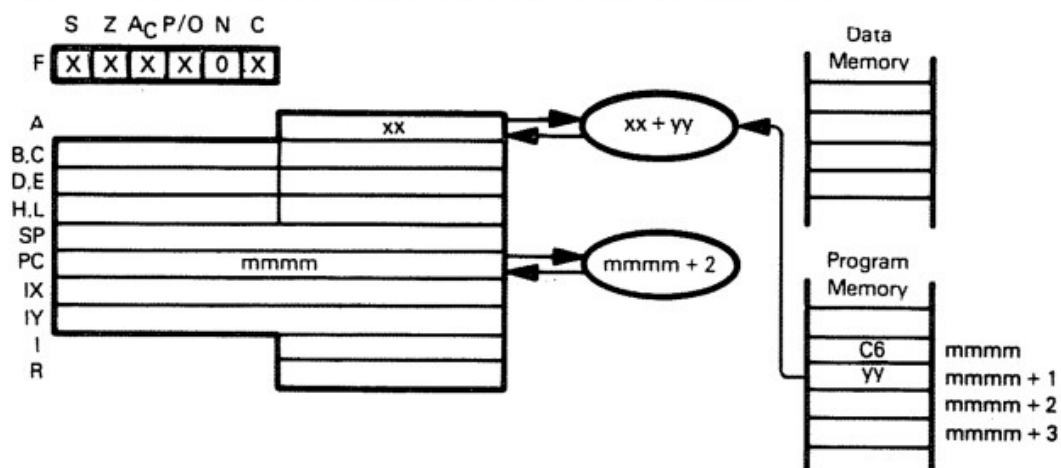 S Z AC P/O N C
F X X X X 0 X
A xx
B,C
D,E
H,L
SP
PC mmmm
IX
IY
I
R
xx + yy
mmmm + 2
Data
Memory
Program
Memory
C6 mmmm
yy mmmm + 1
mmmm + 2
mmmm + 3